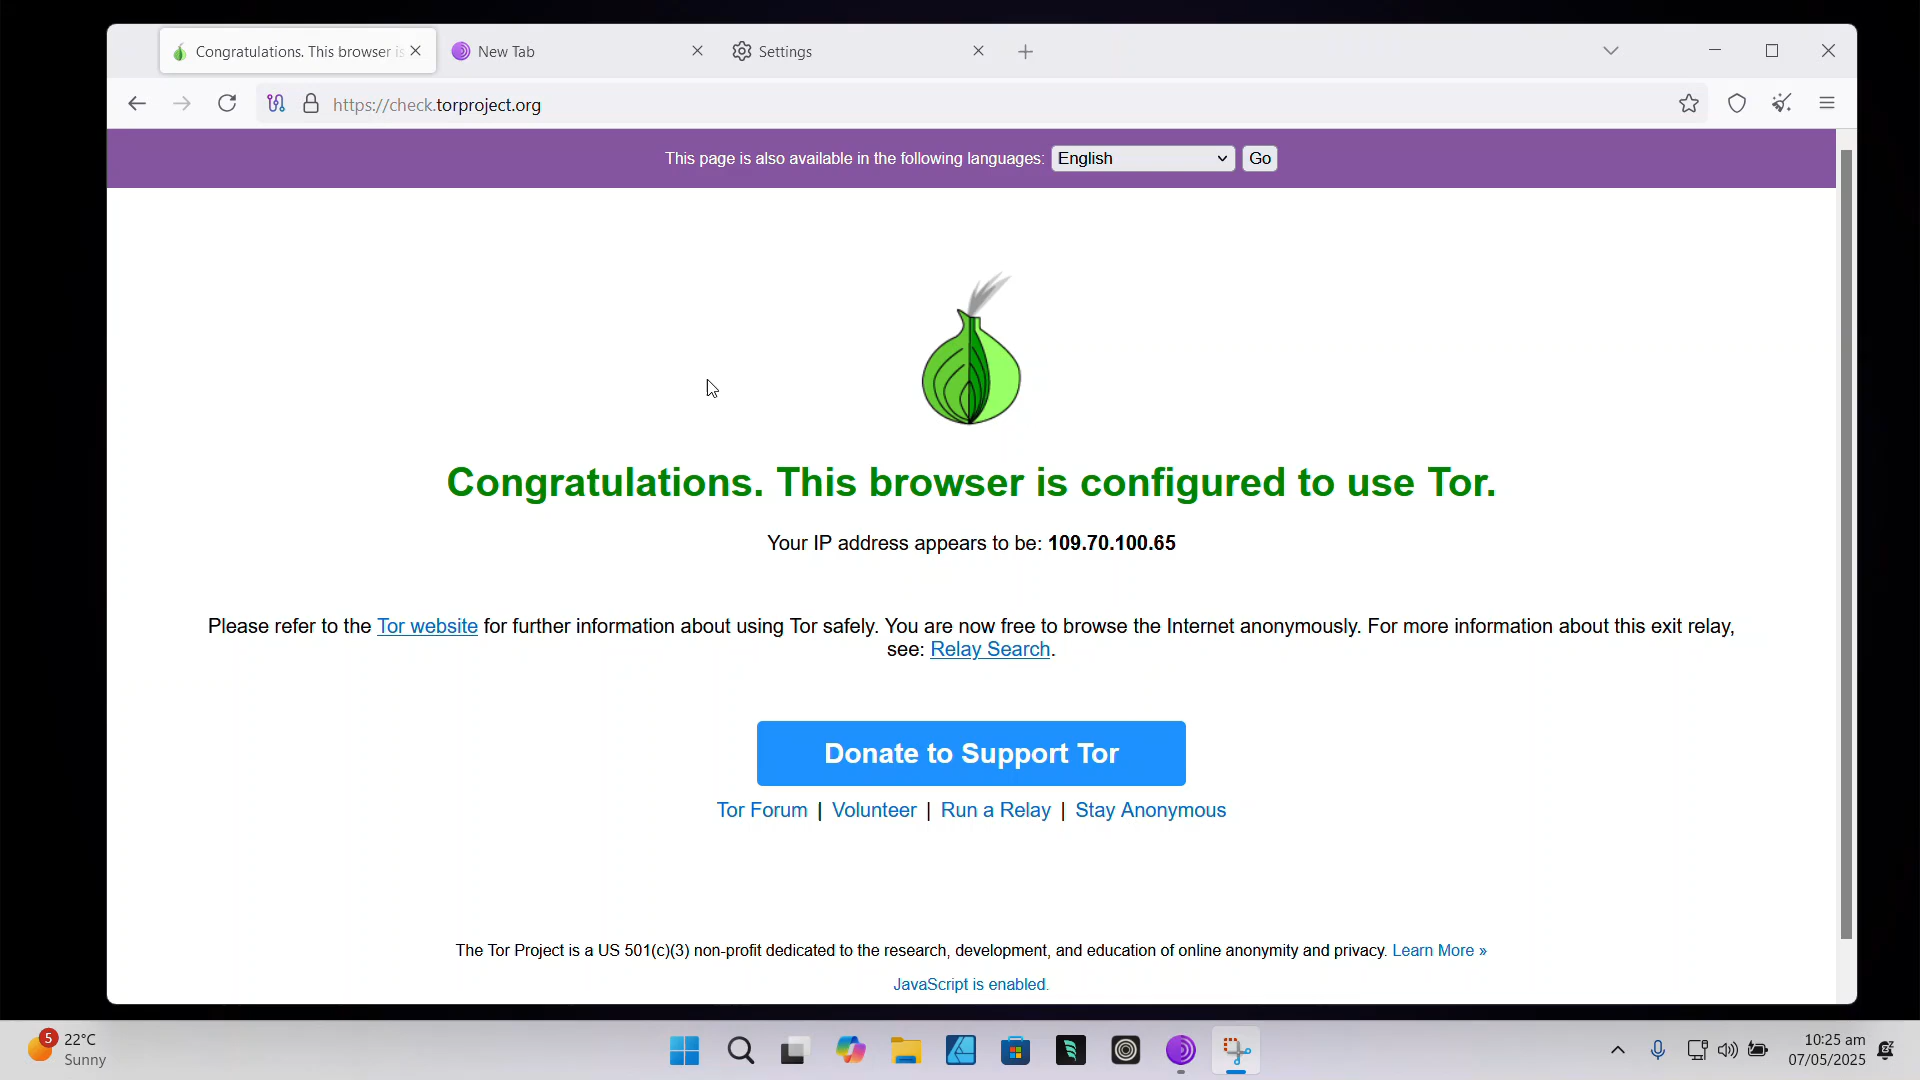 Congratulations. This browser is
New Tab
Settings
https://check.torproject.org
This page is also available in the following languages: English Go
Congratulations. This browser is configured to use Tor.
Your IP address appears to be: 109.70.100.65
Please refer to the Tor website for further information about using Tor safely. You are now free to browse the Internet anonymously. For more information about this exit relay,
see: Relay Search.
Donate to Support Tor
Tor Forum | Volunteer | Run a Relay | Stay Anonymous
The Tor Project is a US 501(c)(3) non-profit dedicated to the research, development, and education of online anonymity and privacy. Learn More »
JavaScript is enabled.
5
22°C
Sunny
10:25 am
07/05/2025